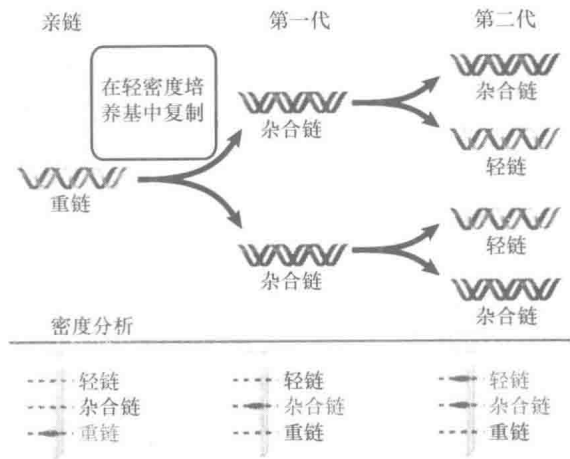 亲链
第一代
第二代
在轻密度培
养基中复制
杂合链
杂合链
轻链
重链
轻链
杂合链
杂合链
密度分析
轻链
杂合链
重链
轻链
杂合链
重链
轻链
杂合链
重链